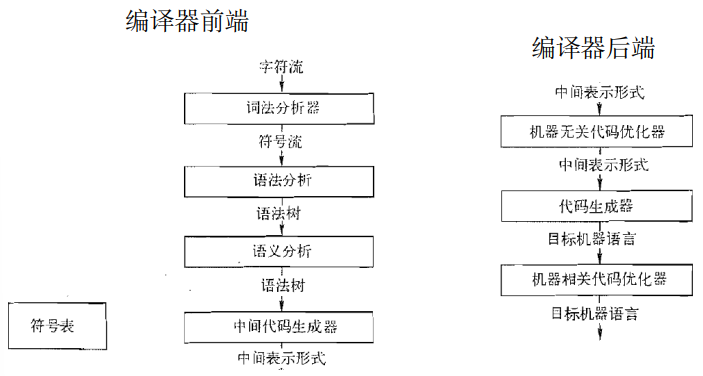 编译器前端
字符流
词法分析器
符号流
语法分析
语法树
语义分析
语法树
中间代码生成器
中间表示形式
符号表
编译器后端
中间表示形式
机器无关代码优化器
中间表示形式
代码生成器
目标机器语言
机器相关代码优化器
目标机器语言